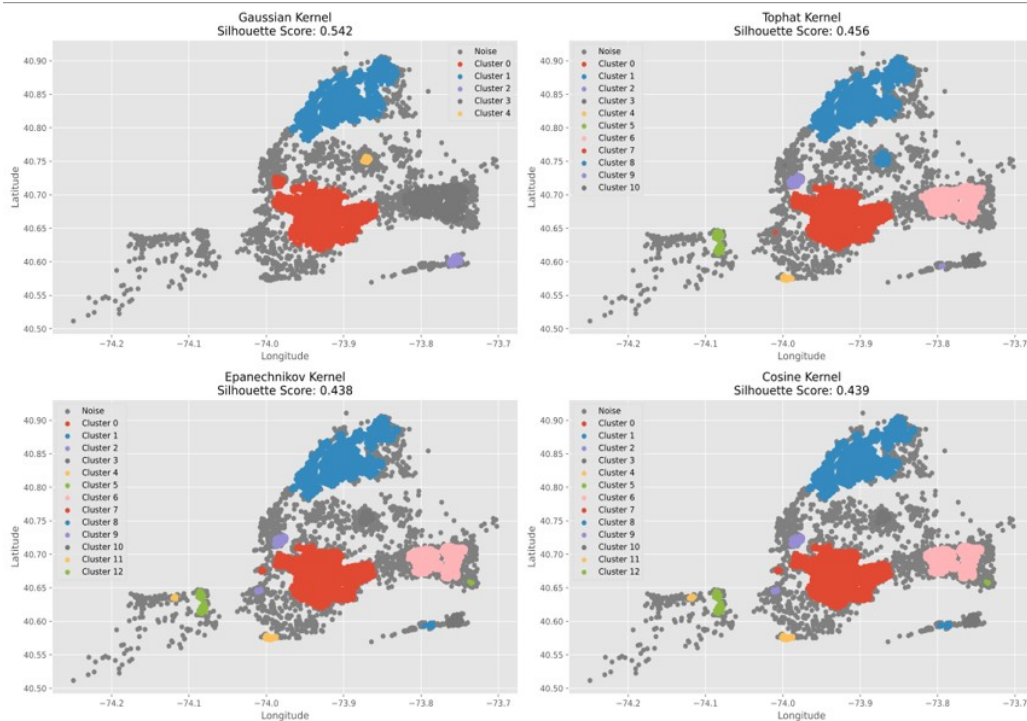 Gaussian Kernel
Silhouette Score: 0.542
Noise
Cluster 0
Cluster 1
Cluster 2
Cluster 3
Cluster 4
40.90
40.85
40.80
40.75
40.70
40.65
40.60
40.55
40.50
Latitude
−74.2
−74.1
−74.0
−73.9
−73.8
−73.7
Longitude
Tophat Kernel
Silhouette Score: 0.456
Noise
Cluster 0
Cluster 1
Cluster 2
Cluster 3
Cluster 4
Cluster 5
Cluster 6
Cluster 7
Cluster 8
Cluster 9
Cluster 10
40.90
40.85
40.80
40.75
40.70
40.65
40.60
40.55
40.50
Latitude
−74.2
−74.1
−74.0
−73.9
−73.8
−73.7
Longitude
Epanechnikov Kernel
Silhouette Score: 0.438
Noise
Cluster 0
Cluster 1
Cluster 2
Cluster 3
Cluster 4
Cluster 5
Cluster 6
Cluster 7
Cluster 8
Cluster 9
Cluster 10
Cluster 11
Cluster 12
40.90
40.85
40.80
40.75
40.70
40.65
40.60
40.55
40.50
Latitude
−74.2
−74.1
−74.0
−73.9
−73.8
−73.7
Longitude
Cosine Kernel
Silhouette Score: 0.439
Noise
Cluster 0
Cluster 1
Cluster 2
Cluster 3
Cluster 4
Cluster 5
Cluster 6
Cluster 7
Cluster 8
Cluster 9
Cluster 10
Cluster 11
Cluster 12
40.90
40.85
40.80
40.75
40.70
40.65
40.60
40.55
40.50
Latitude
−74.2
−74.1
−74.0
−73.9
−73.8
−73.7
Longitude